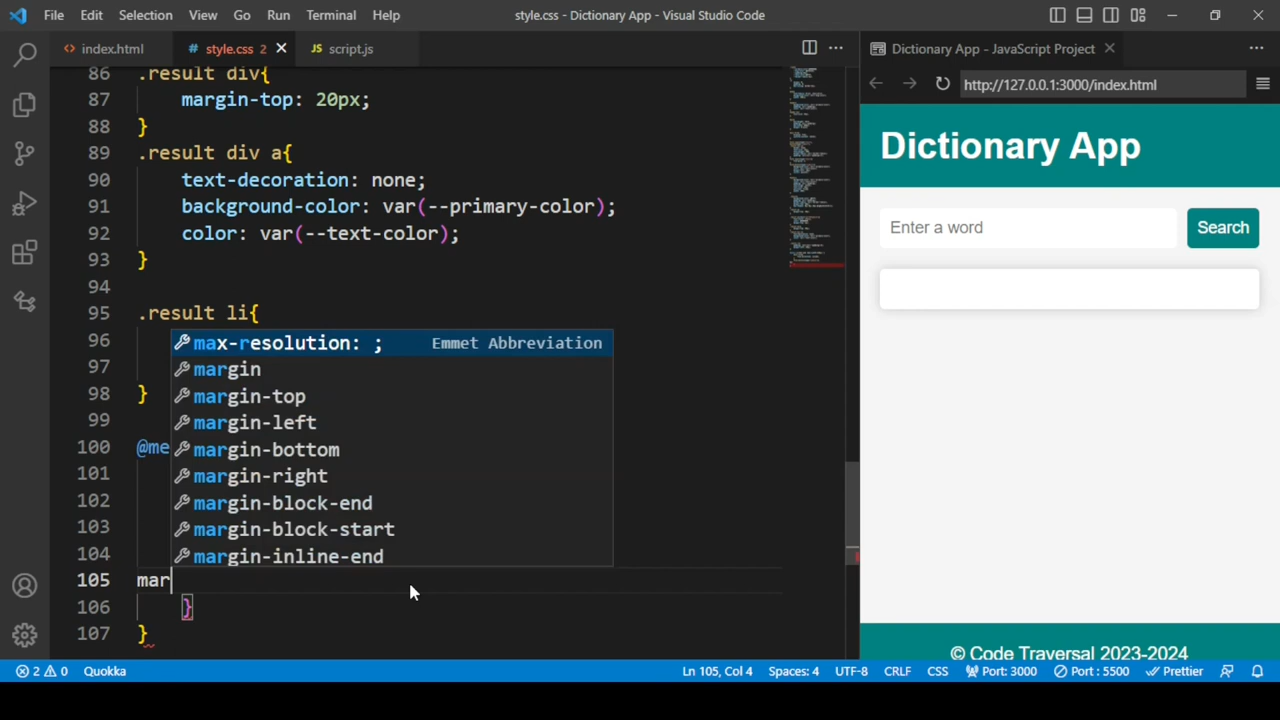 File Edit Selection View Go Run Terminal Help style.css - Dictionary App - Visual Studio Code
<> index.html # style.css 2 JS script.js
Dictionary App - JavaScript Project
http://127.0.0.1:3000/index.html
86 .result div{
87 margin-top: 20px;
88 }
89 .result div a{
90 text-decoration: none;
91 background-color: var(--primary-color);
92 color: var(--text-color);
93 }
94
95 .result li{
96 max-resolution: ; Emmet Abbreviation
97 margin
98 } margin-top
99 margin-left
100 @me margin-bottom
101 margin-right
102 margin-block-end
103 margin-block-start
104 margin-inline-end
105 mar
106 }
107 }
Dictionary App
Enter a word Search
© Code Traversal 2023-2024
2 0 Quokka Ln 105, Col 4 Spaces: 4 UTF-8 CRLF CSS Port: 3000 Port : 5500 Prettier